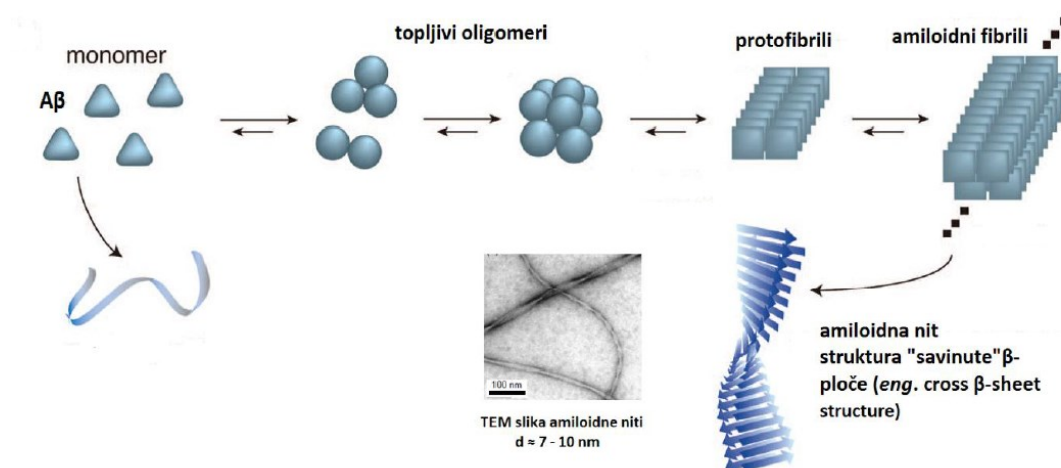 topljivi oligomeri
protofibrili
amiloidni fibrili
monomer
Aβ
100 nm
TEM slika amiloidne niti
d ≈ 7 - 10 nm
amiloidna nit
struktura "savinute"β-
ploče (eng. cross β-sheet
structure)